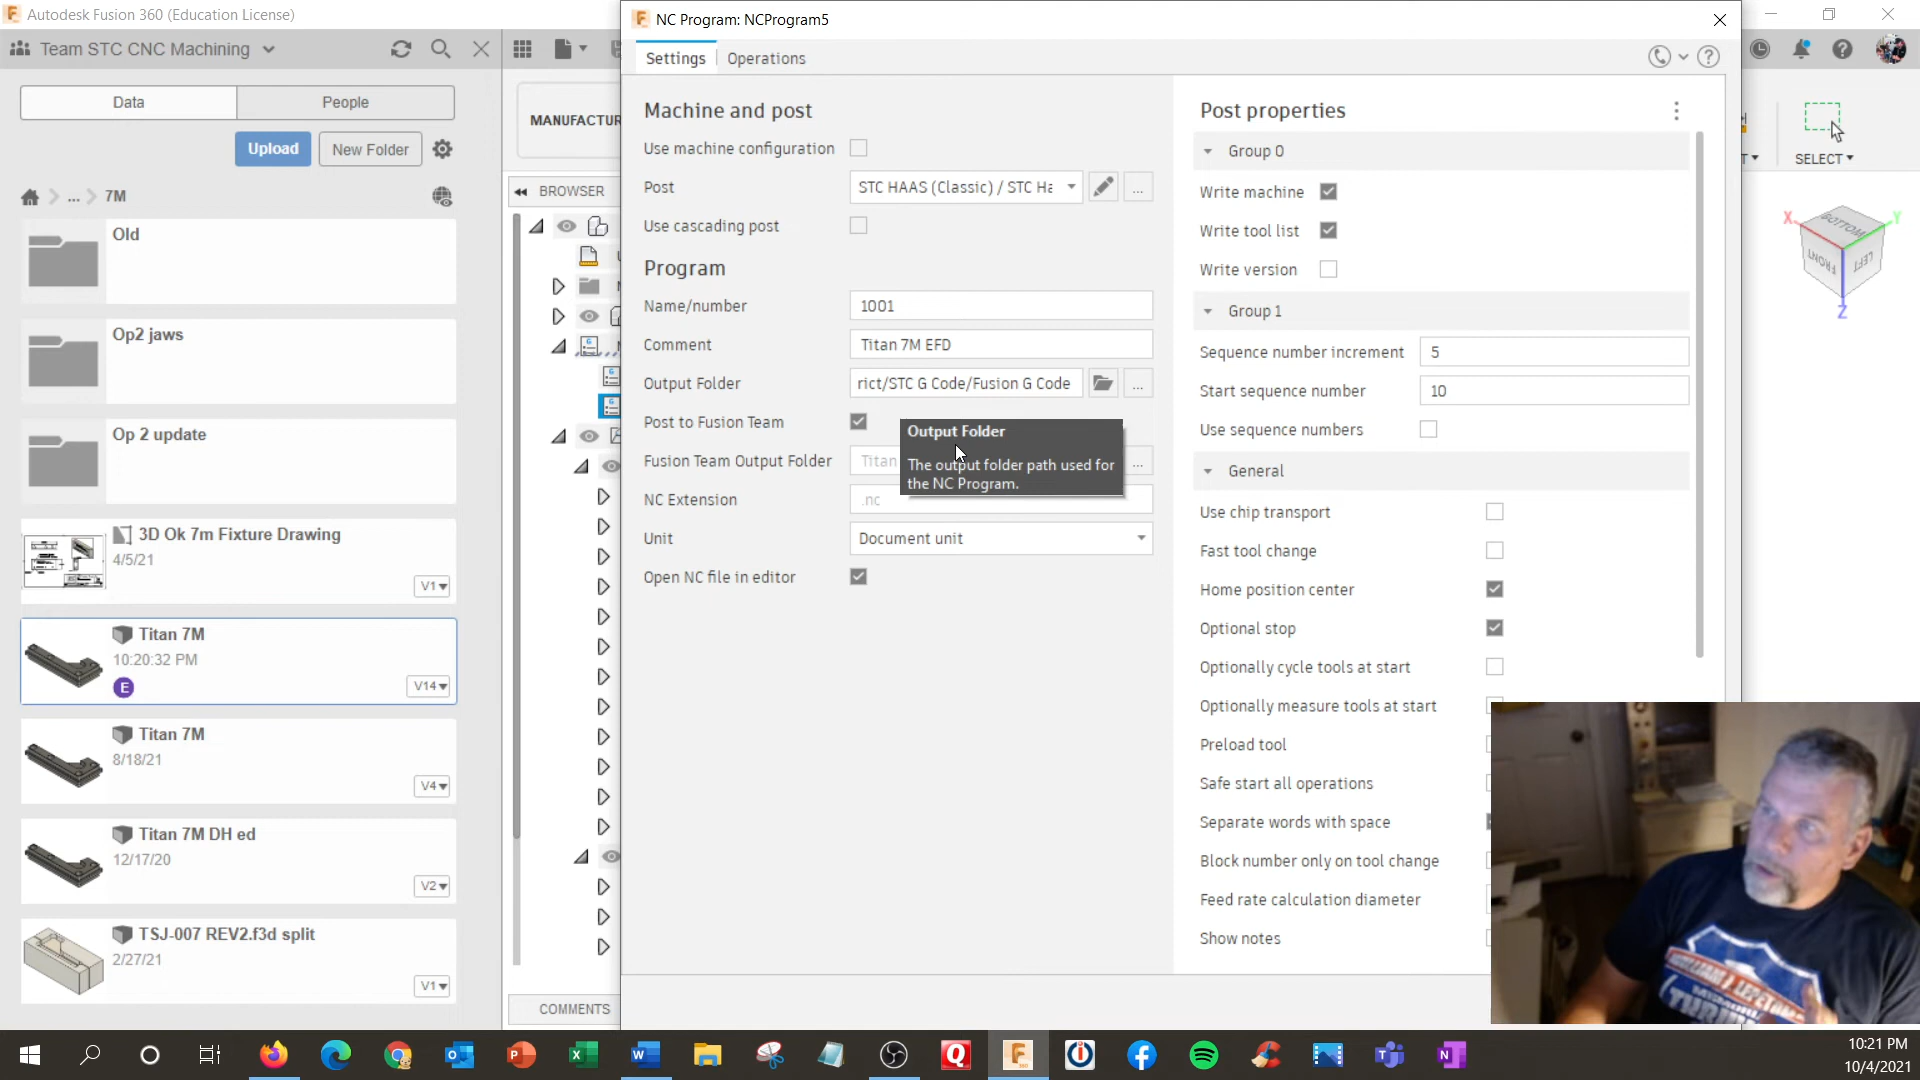 Autodesk Fusion 360 (Education License)
Team STC CNC Machining
Data
People
Upload
New Folder
... 7M
Old
Op2 jaws
Op 2 update
3D Ok 7m Fixture Drawing
4/5/21
V1
Titan 7M
10:20:32 PM
E
V14
Titan 7M
8/18/21
V4
Titan 7M DH ed
12/17/20
V2
TSJ-007 REV2.f3d split
2/27/21
V1
MANUFACTUR
BROWSER
COMMENTS
NC Program: NCProgram5
Settings
Operations
Machine and post
Use machine configuration
Post
STC HAAS (Classic) / STC Ha
...
Use cascading post
Program
Name/number
1001
Comment
Titan 7M EFD
Output Folder
rict/STC G Code/Fusion G Code
...
Post to Fusion Team
Fusion Team Output Folder
Titan
...
Output Folder
The output folder path used for
the NC Program.
NC Extension
.nc
Unit
Document unit
Open NC file in editor
Post properties
Group 0
Write machine
Write tool list
Write version
Group 1
Sequence number increment
5
Start sequence number
10
Use sequence numbers
General
Use chip transport
Fast tool change
Home position center
Optional stop
Optionally cycle tools at start
Optionally measure tools at start
Preload tool
Safe start all operations
Separate words with space
Block number only on tool change
Feed rate calculation diameter
Show notes
SELECT
X
Y
Z
BOTTOM
FRONT
LEFT
10:21 PM
10/4/2021